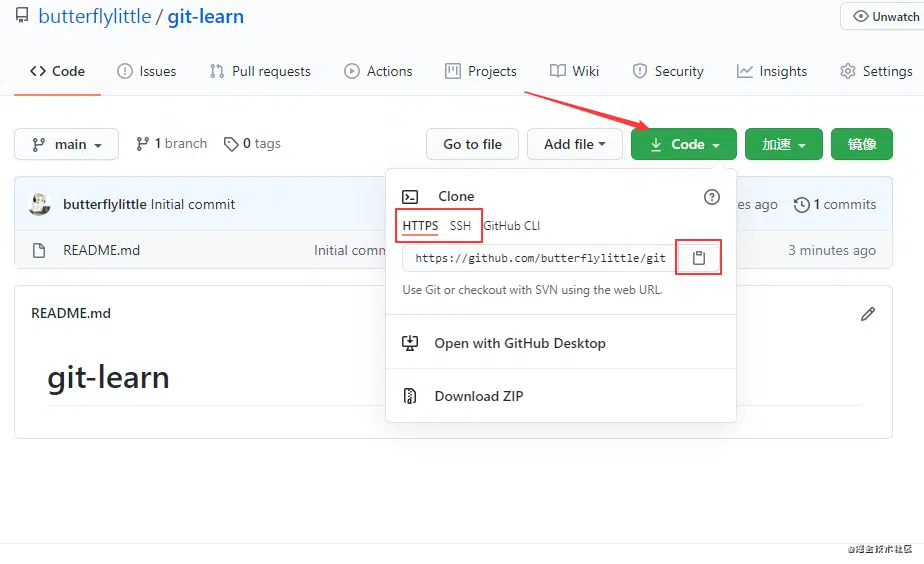 butterflylittle / git-learn
Unwatch
Code Issues Pull requests Actions Projects Wiki Security Insights Settings
main 1 branch 0 tags Go to file Add file Code 加速 镜像
butterflylittle Initial commit es ago 1 commits
README.md Initial comm 3 minutes ago
Clone
HTTPS SSH GitHub CLI
https://github.com/butterflylittle/git
Use Git or checkout with SVN using the web URL.
Open with GitHub Desktop
Download ZIP
README.md
git-learn
@掘金技术社区